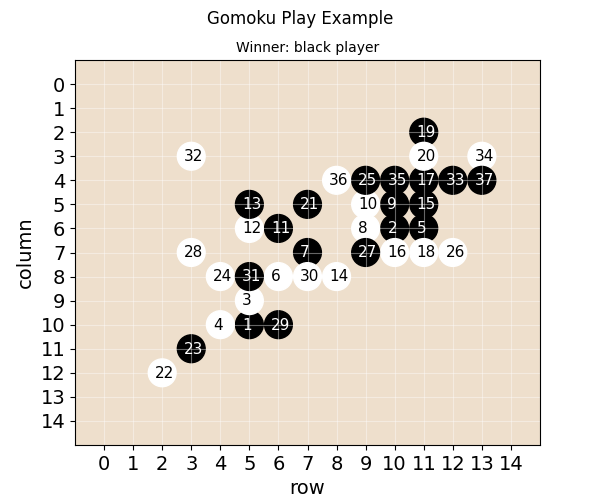 Gomoku Play Example
Winner: black player
0
1
2 19
3 32 20 34
4 36 25 35 17 33 37
5 13 21 10 9 15
6 12 11 8 2 5
7 28 7 27 16 18 26
8 24 31 6 30 14
9 3
10 4 1 29
11 23
12 22
13
14
column
0 1 2 3 4 5 6 7 8 9 10 11 12 13 14
row